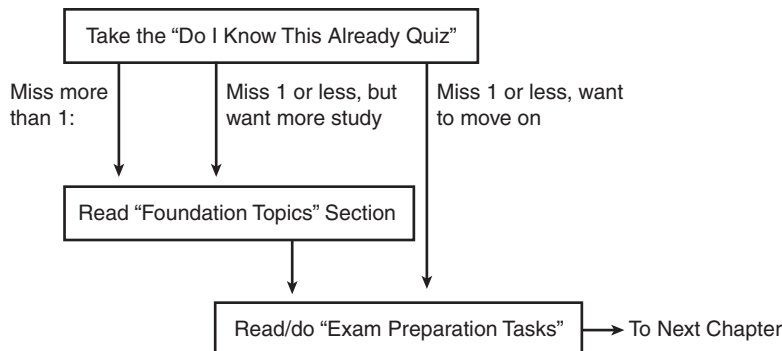 Take the “Do I Know This Already Quiz”
Miss more
than 1:
Miss 1 or less, but
want more study
Miss 1 or less, want
to move on
Read “Foundation Topics” Section
Read/do “Exam Preparation Tasks”
To Next Chapter